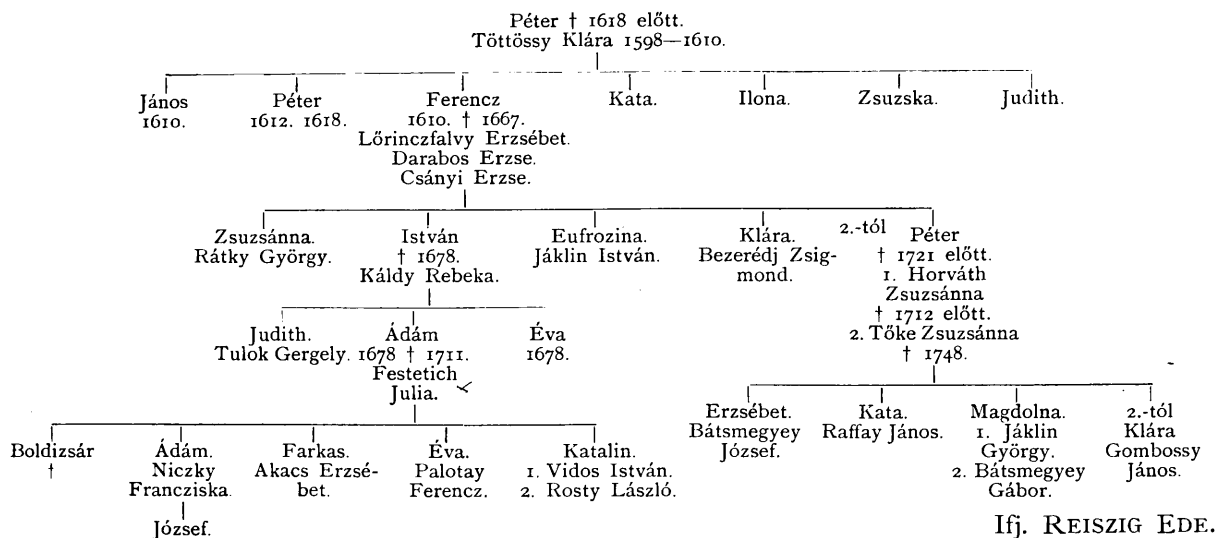 Péter † 1618 előtt.
Töttössy Klára 1598—1610.
János
1610.
Péter
1612. 1618.
Ferencz
1610. † 1667.
Lőrinczfalvy Erzsébet.
Darabos Erzse.
Csányi Erzse.
Kata.
Ilona.
Zsuzska.
Judith.
Zsuzsánna.
Rátky György.
István
† 1678.
Káldy Rebeka.
Eufrozina.
Jáklin István.
Klára.
Bezerédj Zsig-
mond.
2.-tól Péter
† 1721 előtt.
1. Horváth
Zsuzsánna
† 1712 előtt.
2. Tőke Zsuzsánna
† 1748.
Judith.
Tulok Gergely.
Ádám
1678 † 1711.
Festetich
Julia.
Éva
1678.
Boldizsár
†
Ádám.
Niczky
Francziska.
József.
Farkas.
Akacs Erzsé-
bet.
Éva.
Palotay
Ferencz.
Katalin.
1. Vidos István.
2. Rosty László.
Erzsébet.
Bátsmegyey
József.
Kata.
Raffay János.
Magdolna.
1. Jáklin
György.
2. Bátsmegyey
Gábor.
2.-tól
Klára
Gombossy
János.
Ifj. REISZIG EDE.